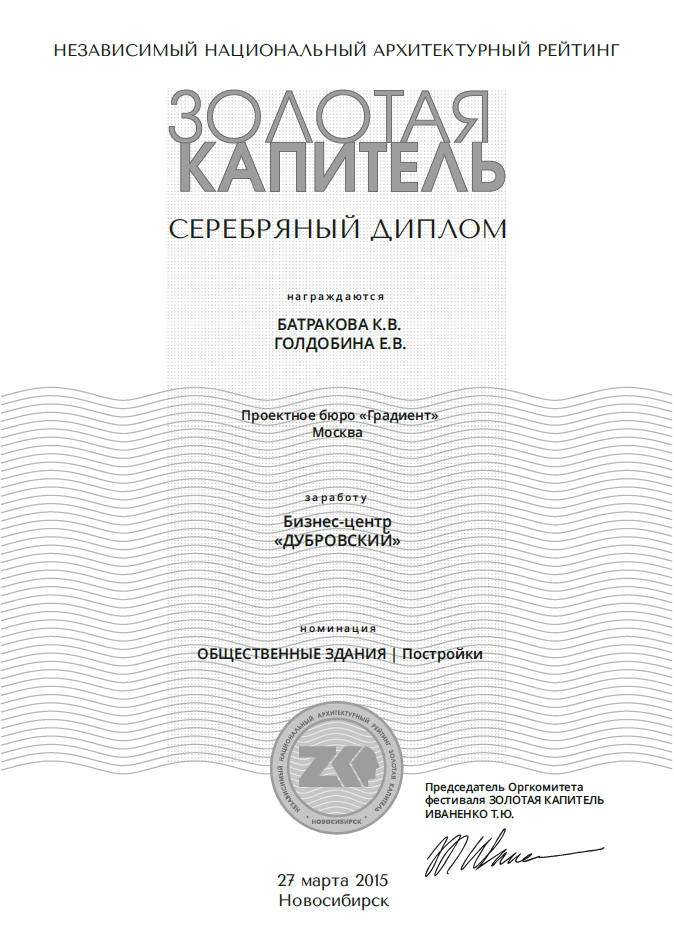 НЕЗАВИСИМЫЙ НАЦИОНАЛЬНЫЙ АРХИТЕКТУРНЫЙ РЕЙТИНГ
ЗОЛОТАЯ
КАПИТЕЛЬ
СЕРЕБРЯНЫЙ ДИПЛОМ
награждаются
БАТРАКОВА К.В.
ГОЛДОБИНА Е.В.
Проектное бюро «Градиент»
Москва
за работу
Бизнес-центр
«ДУБРОВСКИЙ»
номинация
ОБЩЕСТВЕННЫЕ ЗДАНИЯ | Постройки
НЕЗАВИСИМЫЙ НАЦИОНАЛЬНЫЙ АРХИТЕКТУРНЫЙ РЕЙТИНГ ЗОЛОТАЯ КАПИТЕЛЬ
ZK
• НОВОСИБИРСК •
Председатель Оргкомитета
фестиваля ЗОЛОТАЯ КАПИТЕЛЬ
ИВАНЕНКО Т.Ю.
27 марта 2015
Новосибирск